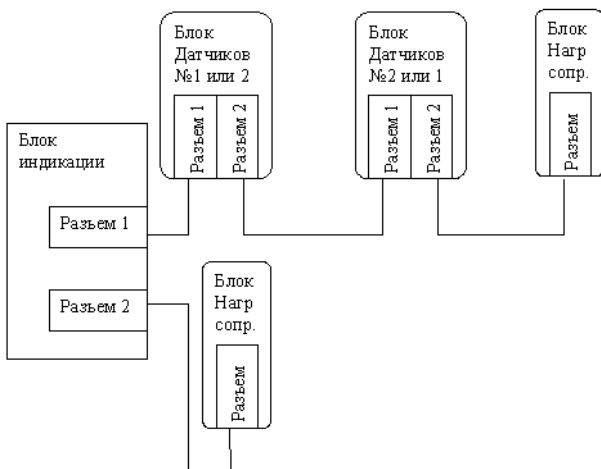 Блок
Датчиков
№1 или 2
Разъем 1
Разъем 2
Блок
Датчиков
№2 или 1
Разъем 1
Разъем 2
Блок
Нагр
сопр.
Разъем
Блок
индикации
Разъем 1
Разъем 2
Блок
Нагр
сопр.
Разъем